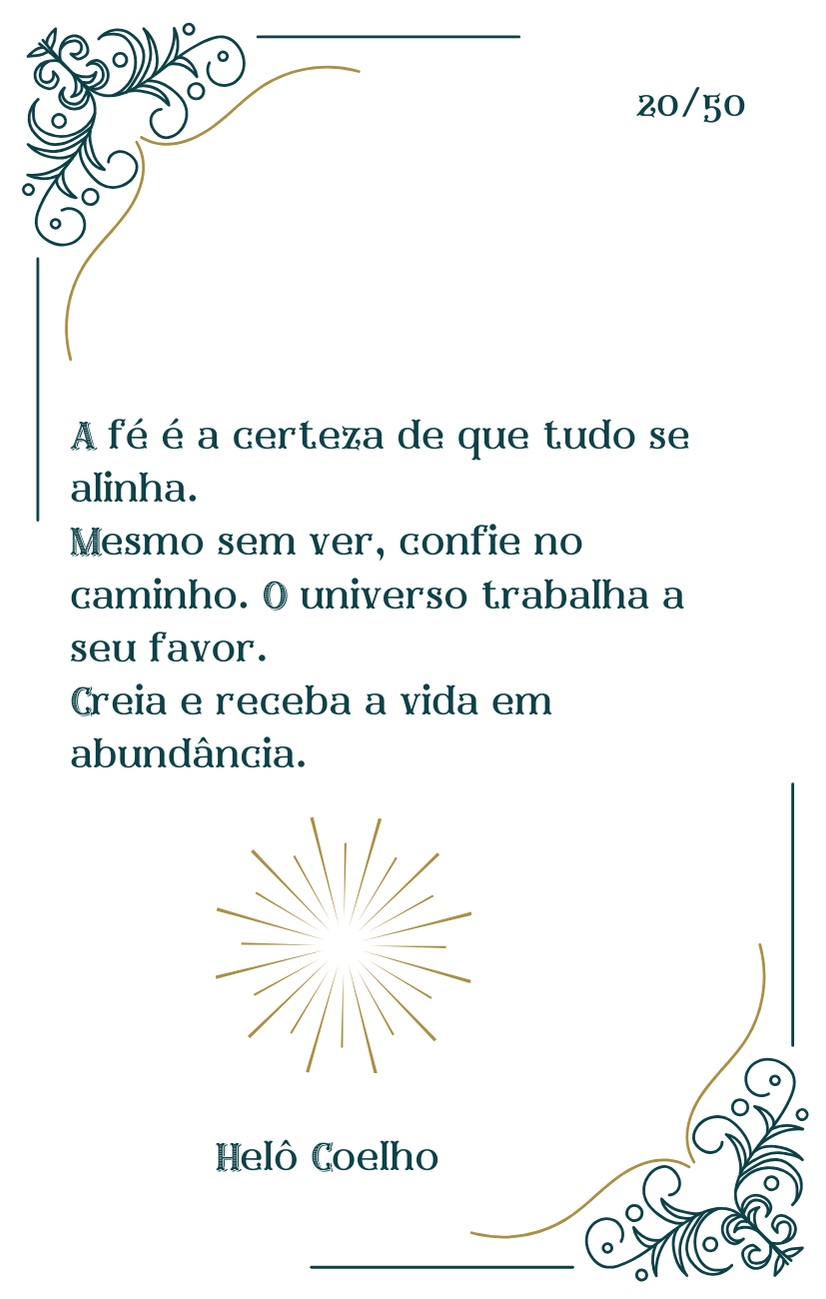 20/50
A fé é a certeza de que tudo se
alinha.
Mesmo sem ver, confie no
caminho. O universo trabalha a
seu favor.
Creia e receba a vida em
abundância.
Helô Coelho